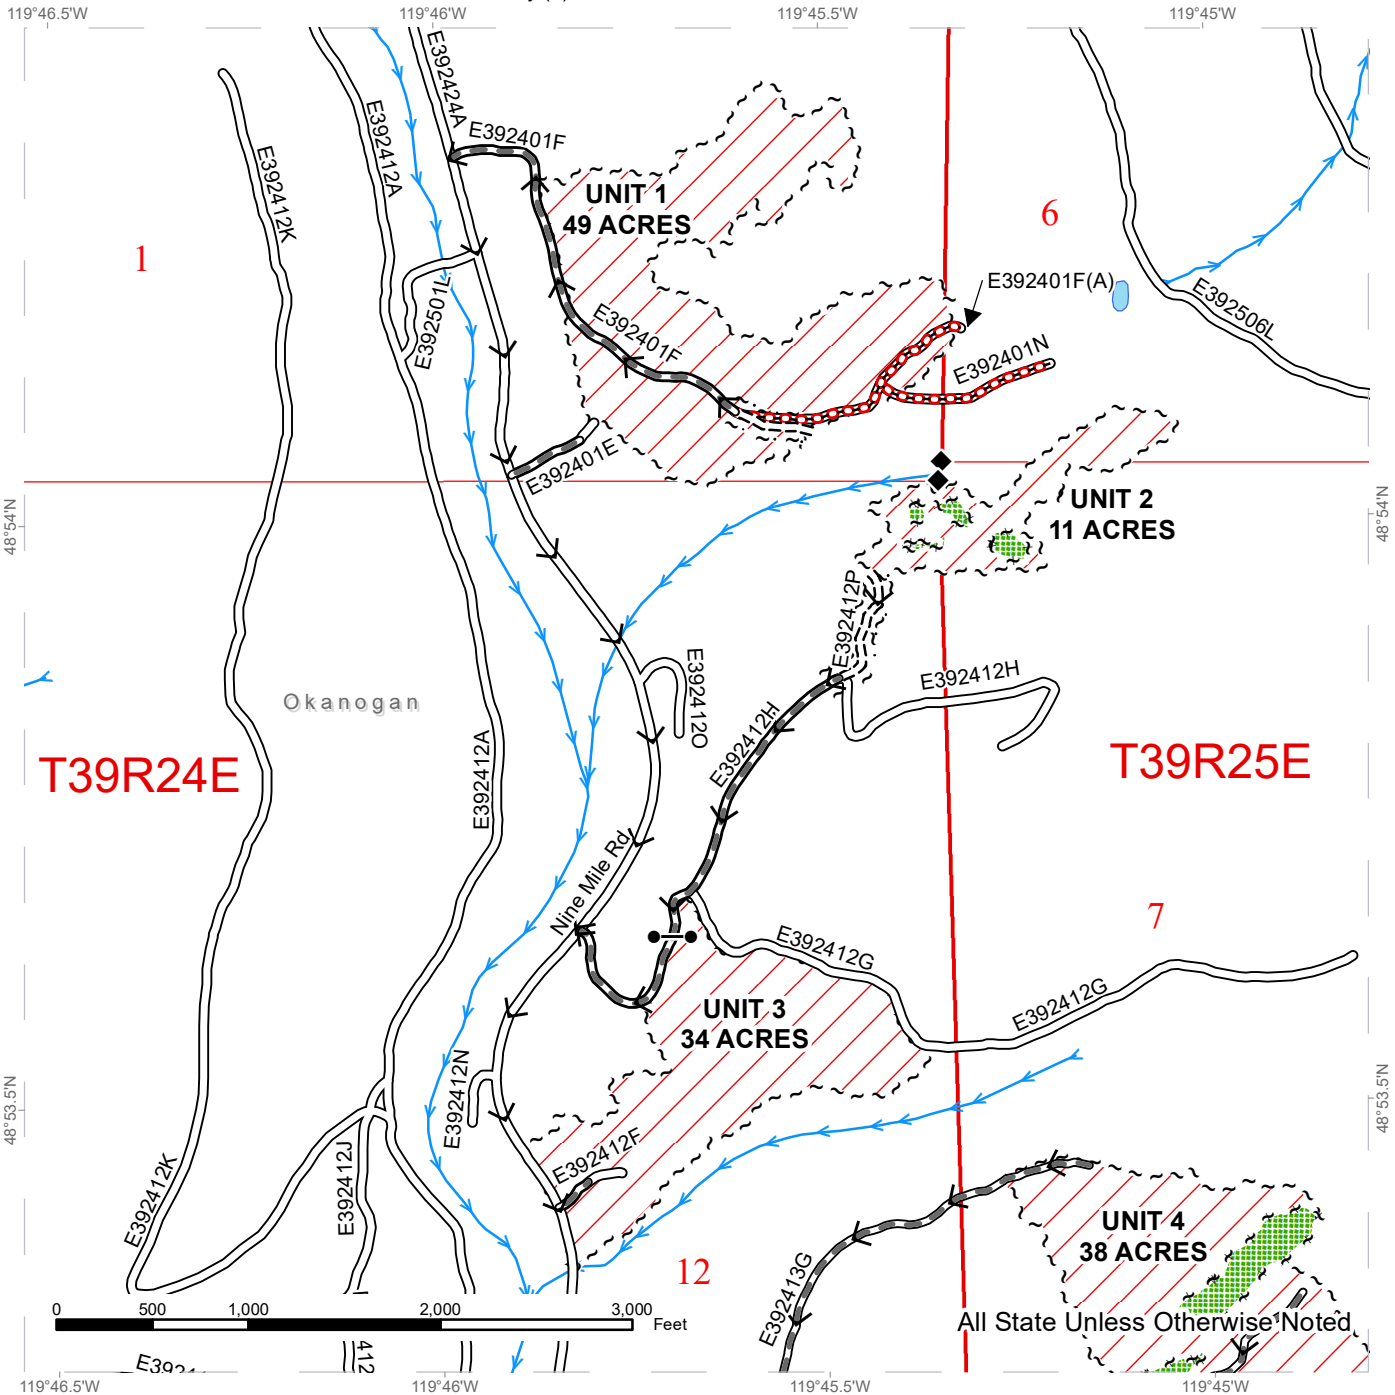 119°46.5'W
119°46'W
119°45.5'W
119°45'W
E392424A
E392401F
E392412A
E392412K
UNIT 1
49 ACRES
6
1
E392501L
E392401F(A)
E392506L
E392401F
E392401N
E392401E
UNIT 2
11 ACRES
48°54'N
48°54'N
E392412P
E392412H
E392412O
Okanogan
E392412H
E392412A
T39R24E
T39R25E
Nine Mile Rd
7
E392412G
E392412G
UNIT 3
34 ACRES
E392412N
48°53.5'N
48°53.5'N
E392412F
E392412J
E392412K
UNIT 4
38 ACRES
12
E392413G
0
500
1,000
2,000
3,000
Feet
All State Unless Otherwise Noted
412
119°46.5'W
119°46'W
119°45.5'W
119°45'W